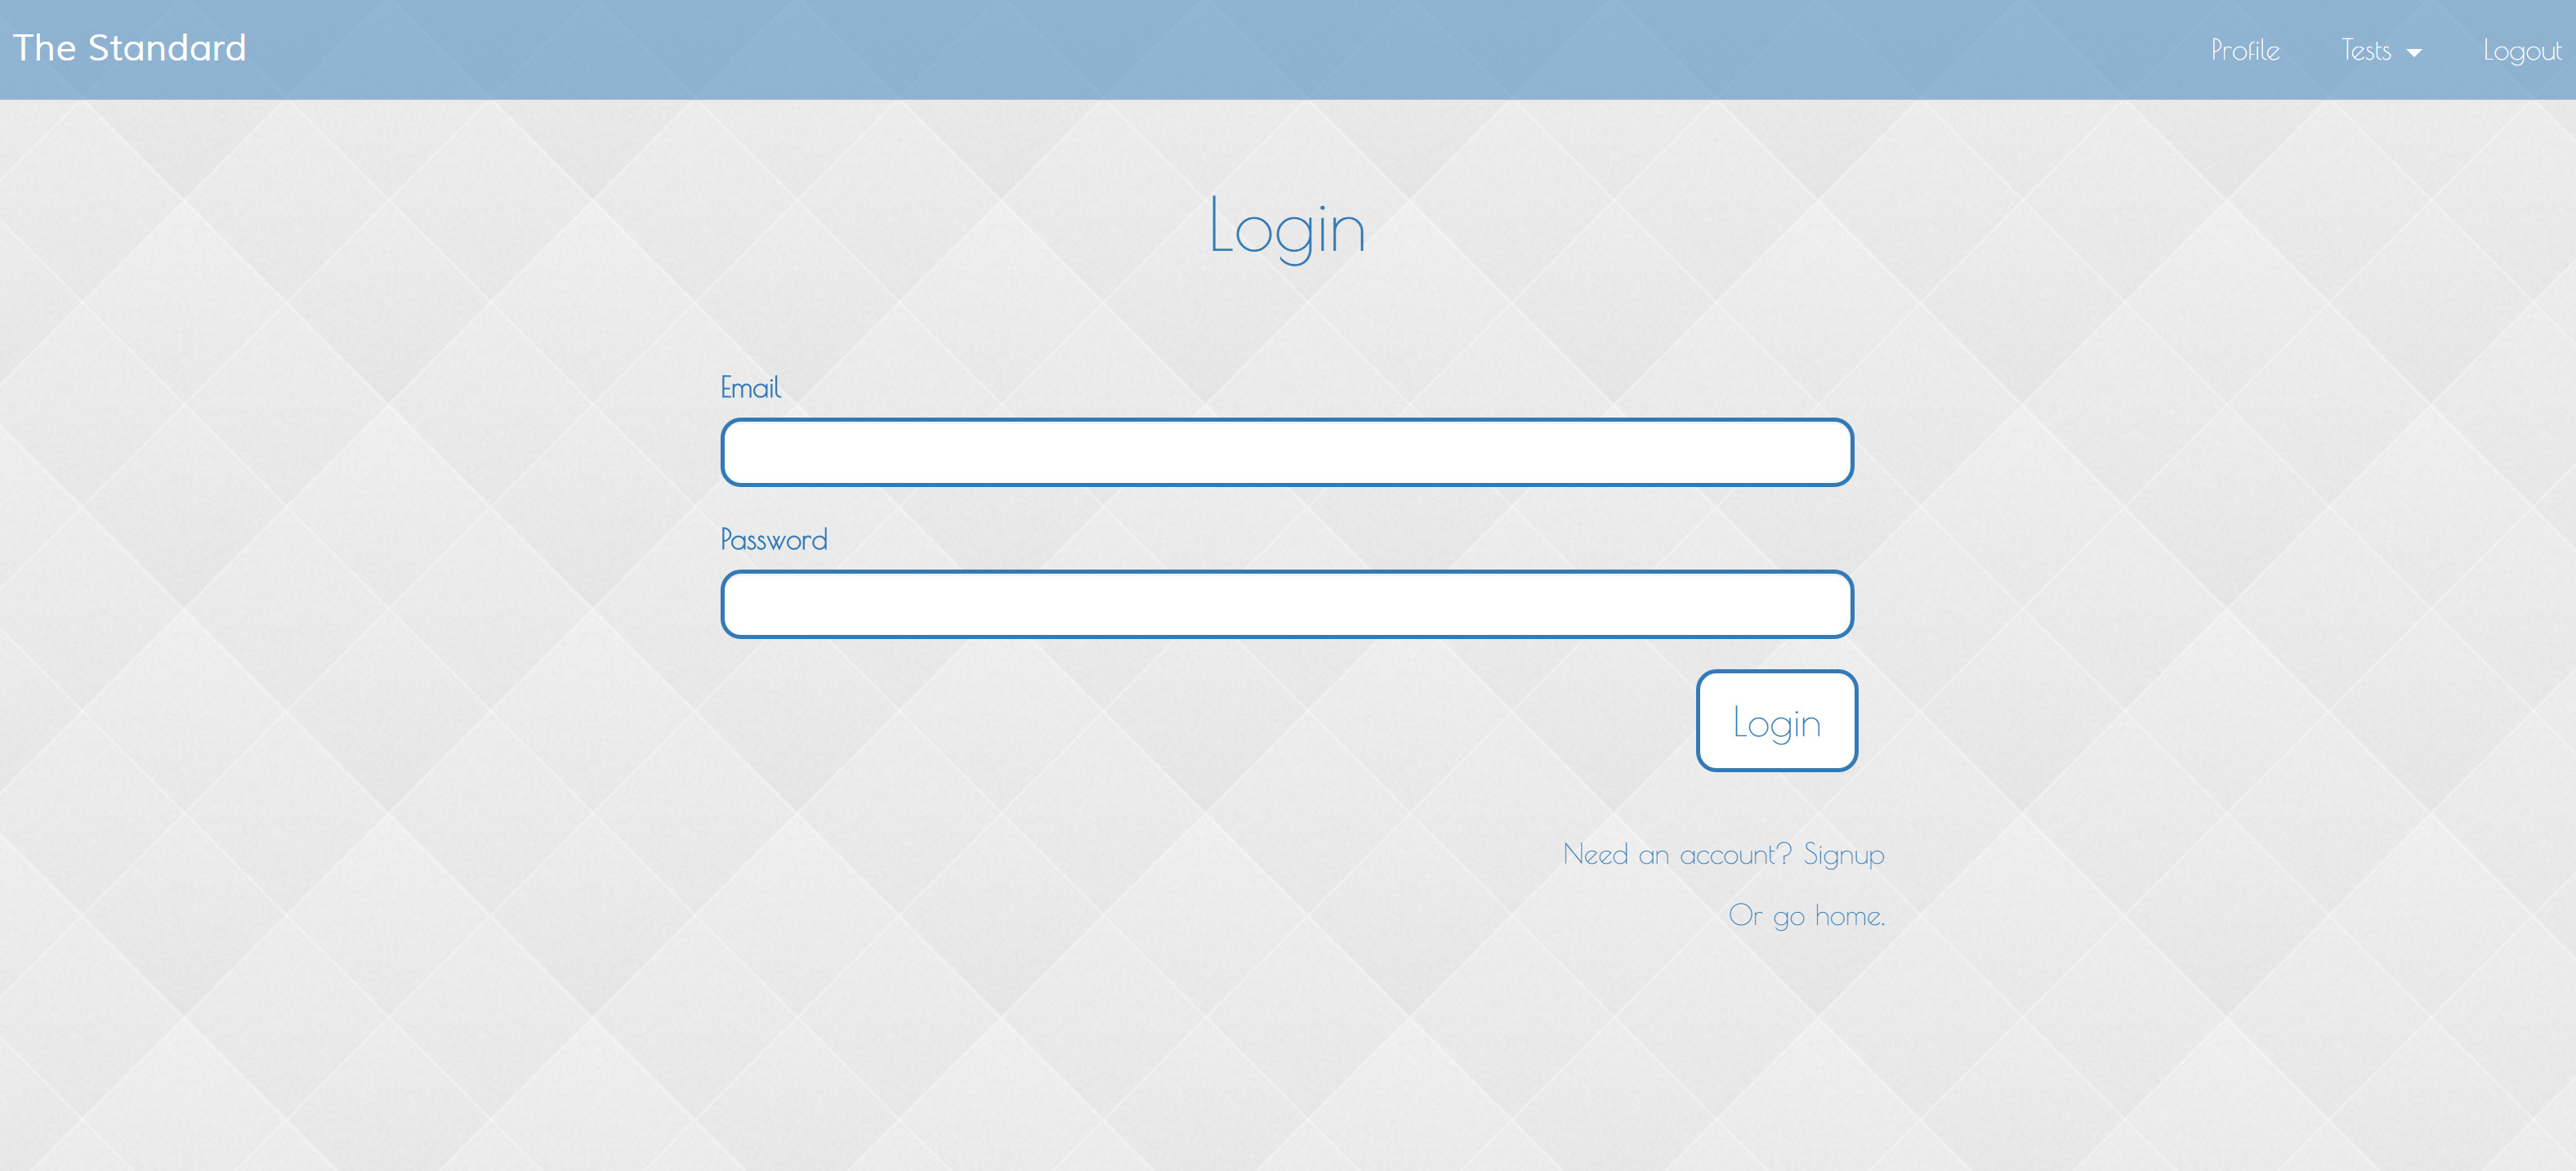 The Standard
Profile Tests Logout
Login
Email
Password
Login
Need an account? Signup
Or go home.